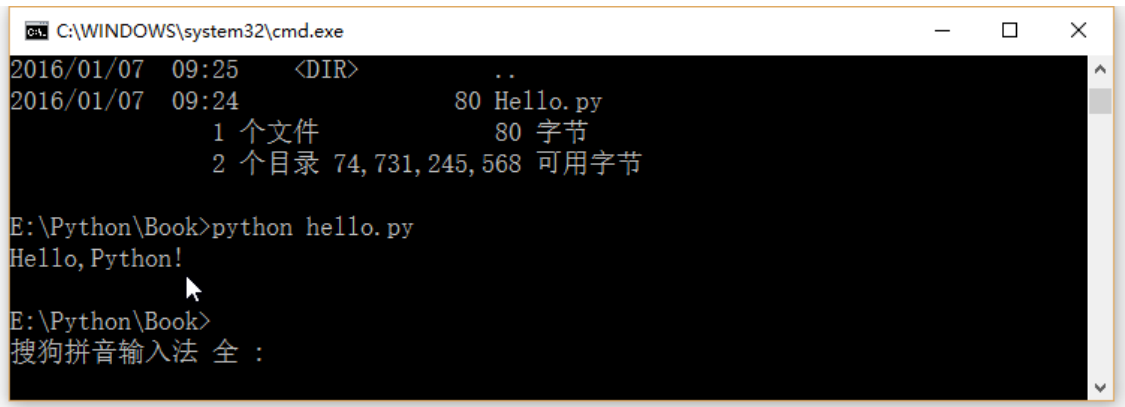 C:\WINDOWS\system32\cmd.exe
2016/01/07  09:25    <DIR>          ..
2016/01/07  09:24                80 Hello.py
               1 个文件             80 字节
               2 个目录 74,731,245,568 可用字节
E:\Python\Book>python hello.py
Hello,Python!
E:\Python\Book>
搜狗拼音输入法 全 :